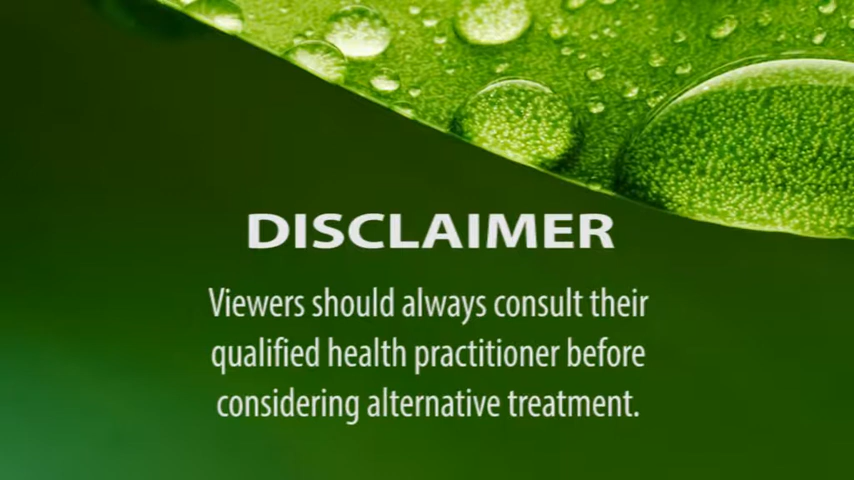 DISCLAIMER
Viewers should always consult their
qualified health practitioner before
considering alternative treatment.